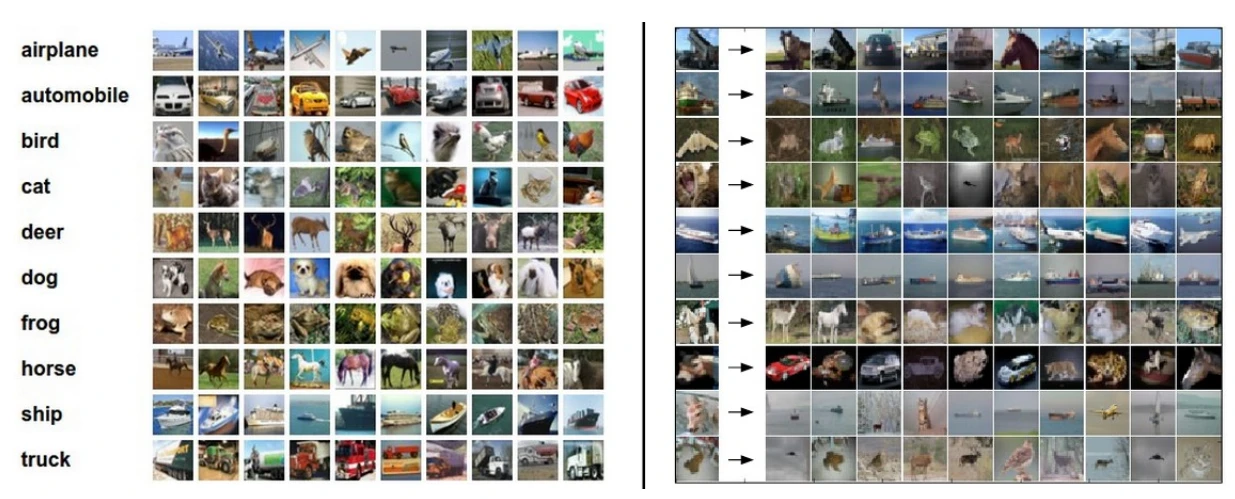 airplane
automobile
bird
cat
deer
dog
frog
horse
ship
truck